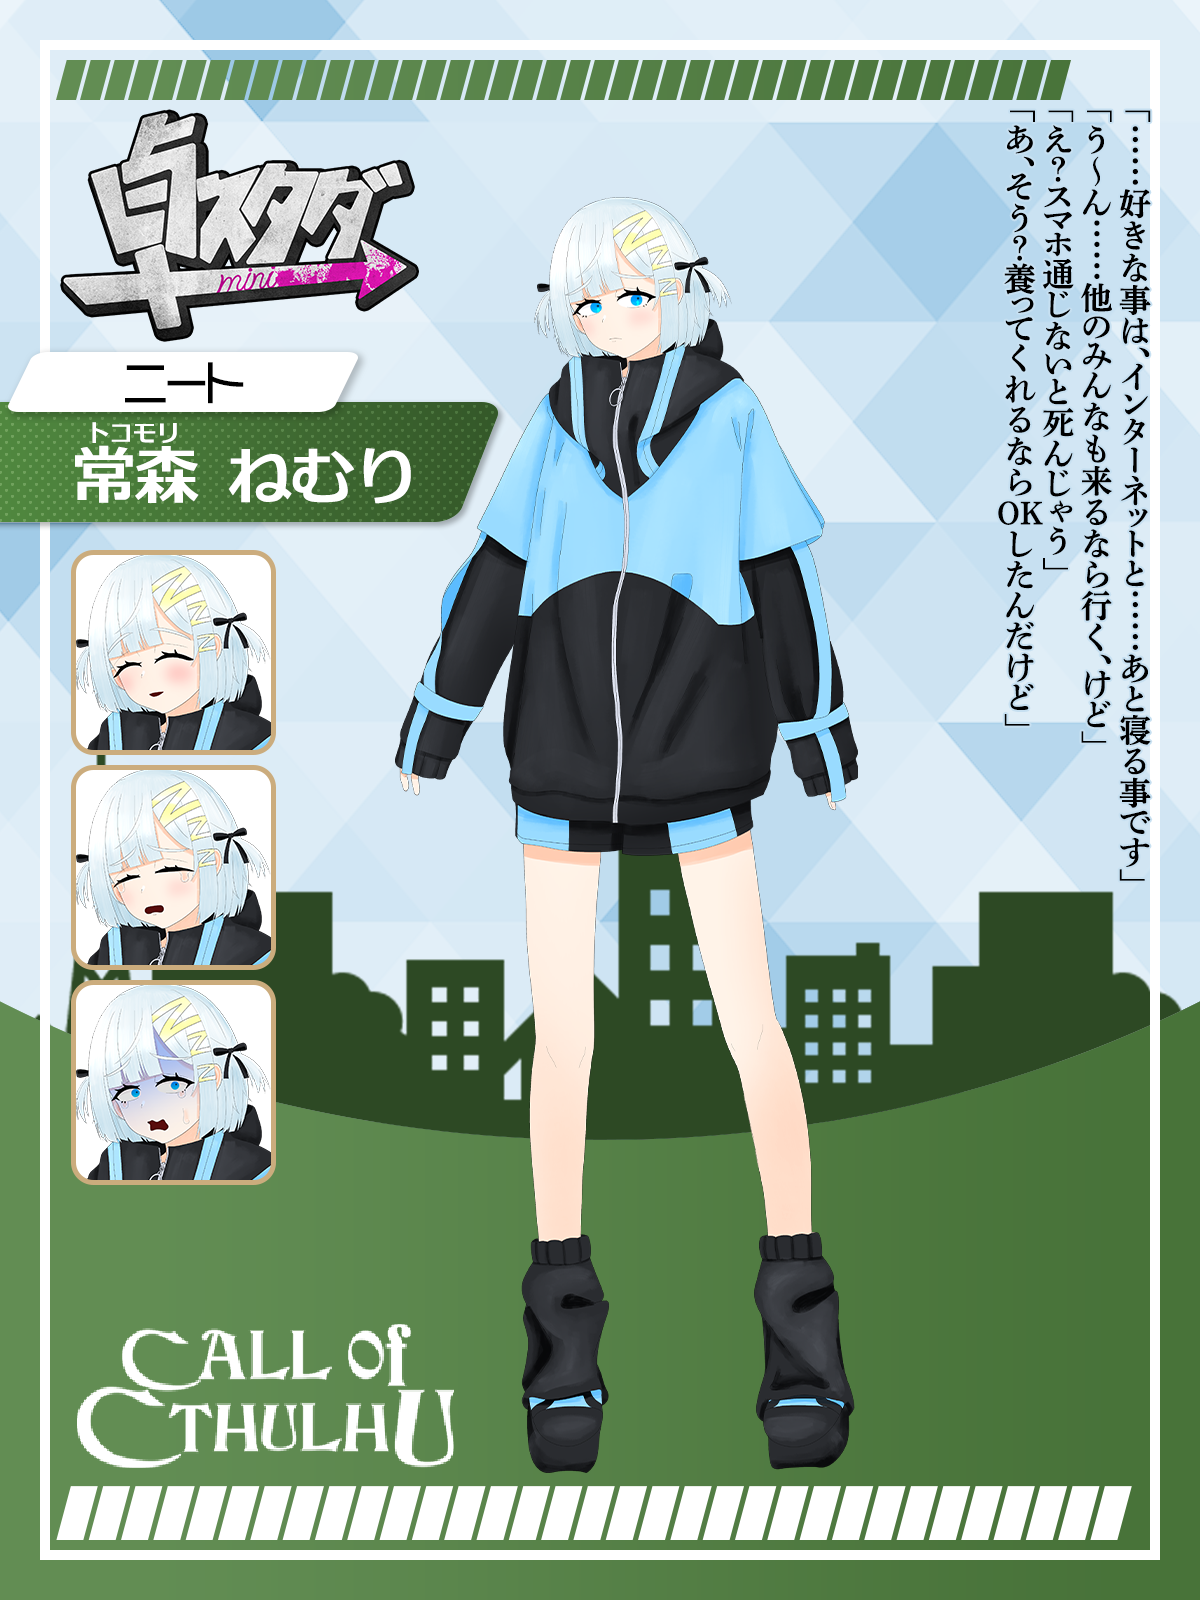 卓スタダ
mini
ニート
トコモリ
常森 ねむり
「……好きな事は、インターネットと……あと寝る事です」
「う～ん……他のみんなも来るなら行く、けど」
「え？スマホ通じないと死んじゃう」
「あ、そう？養ってくれるならOKしたんだけど」
CALL Of
CTHULHU